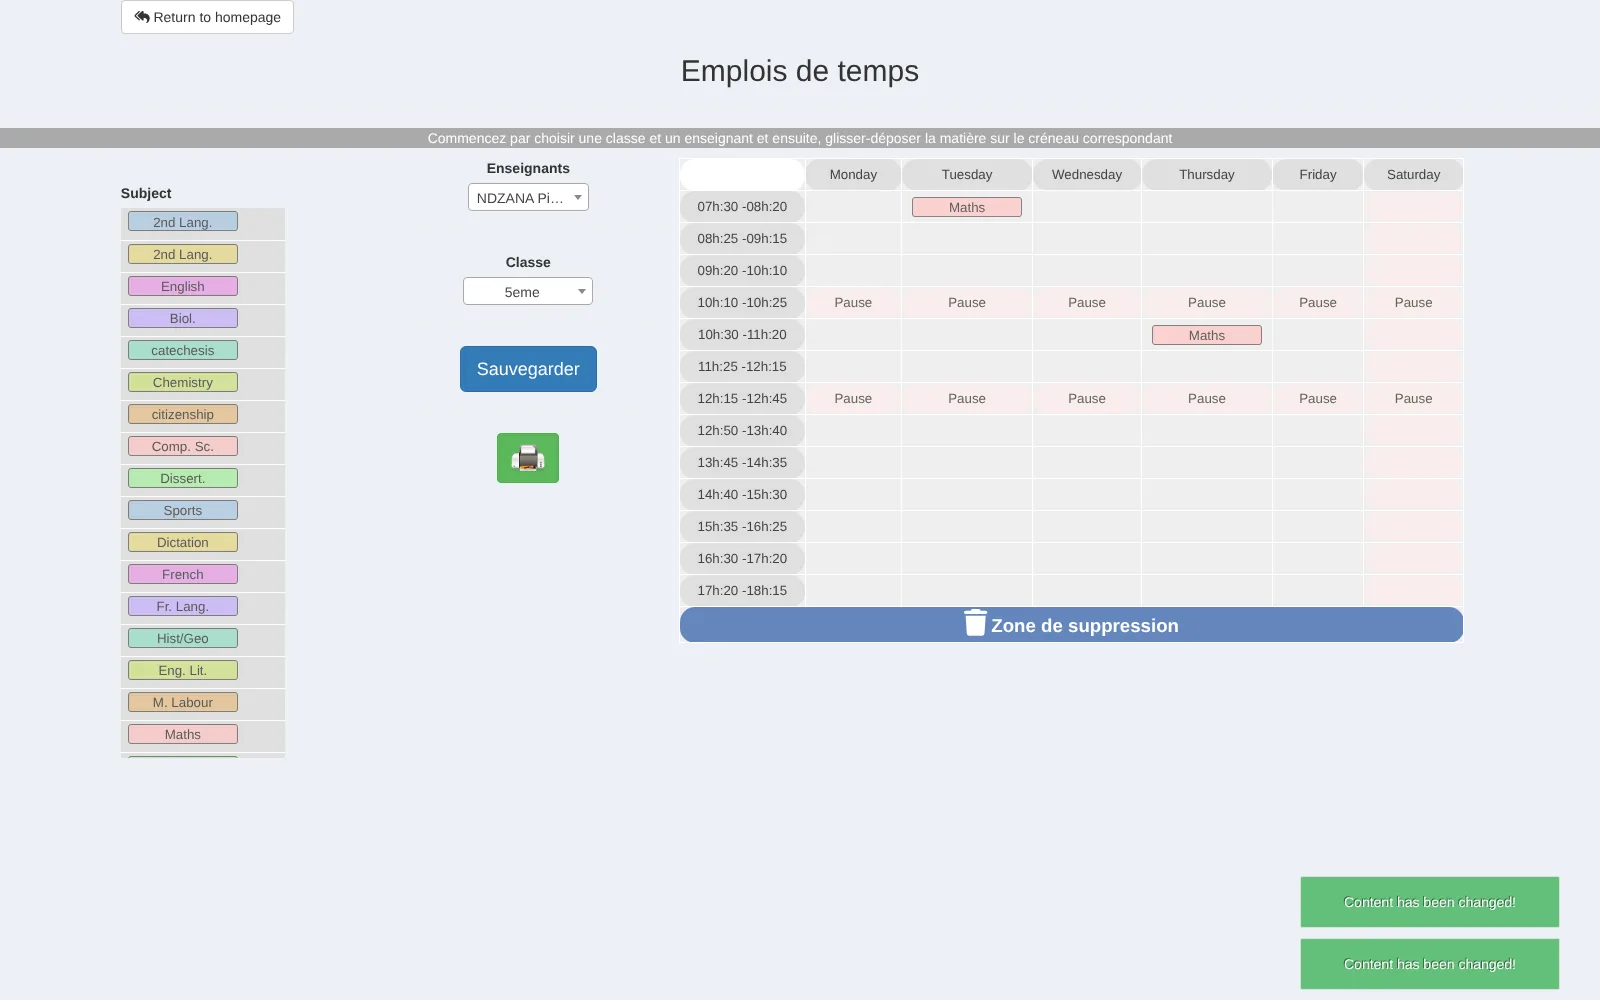 Return to homepage
Emplois de temps
Commencez par choisir une classe et un enseignant et ensuite, glisser-déposer la matière sur le créneau correspondant
Subject
2nd Lang.
2nd Lang.
English
Biol.
catechesis
Chemistry
citizenship
Comp. Sc.
Dissert.
Sports
Dictation
French
Fr. Lang.
Hist/Geo
Eng. Lit.
M. Labour
Maths
Enseignants
NDZANA Pi...
Classe
5eme
Sauvegarder
Monday Tuesday Wednesday Thursday Friday Saturday
07h:30 -08h:20 Maths
08h:25 -09h:15
09h:20 -10h:10
10h:10 -10h:25 Pause Pause Pause Pause Pause Pause
10h:30 -11h:20 Maths
11h:25 -12h:15
12h:15 -12h:45 Pause Pause Pause Pause Pause Pause
12h:50 -13h:40
13h:45 -14h:35
14h:40 -15h:30
15h:35 -16h:25
16h:30 -17h:20
17h:20 -18h:15
Zone de suppression
Content has been changed!
Content has been changed!